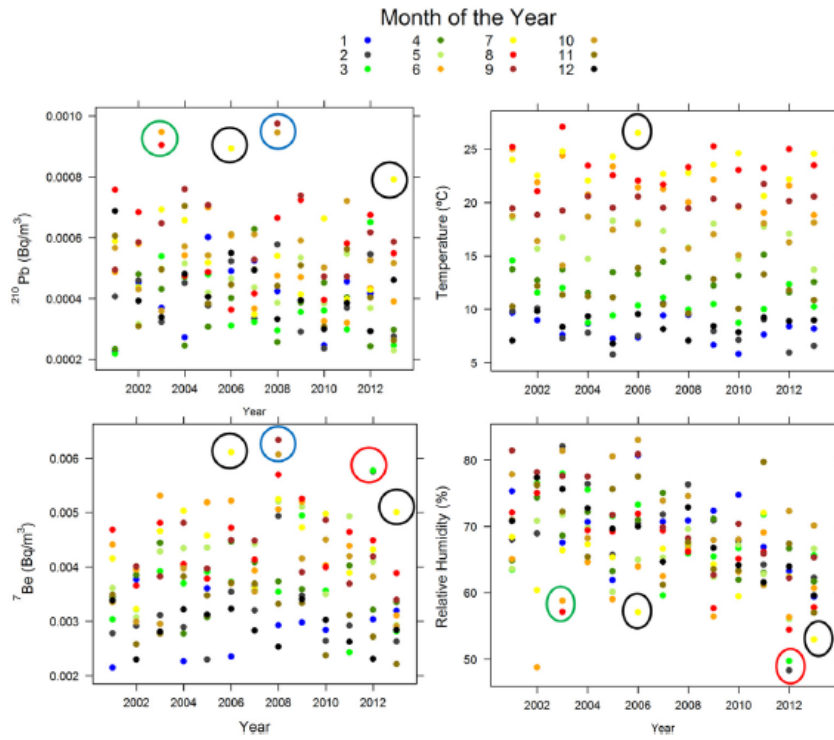 Month of the Year
1 4 7 10
2 5 8 11
3 6 9 12
0.0010
0.0008
0.0006
0.0004
0.0002
²¹⁰Pb (Bq/m³)
2002 2004 2006 2008 2010 2012
Year
25
20
15
10
5
Temperature (ºC)
2002 2004 2006 2008 2010 2012
0.006
0.005
0.004
0.003
0.002
⁷Be (Bq/m³)
2002 2004 2006 2008 2010 2012
Year
80
70
60
50
Relative Humidity (%)
2002 2004 2006 2008 2010 2012
Year